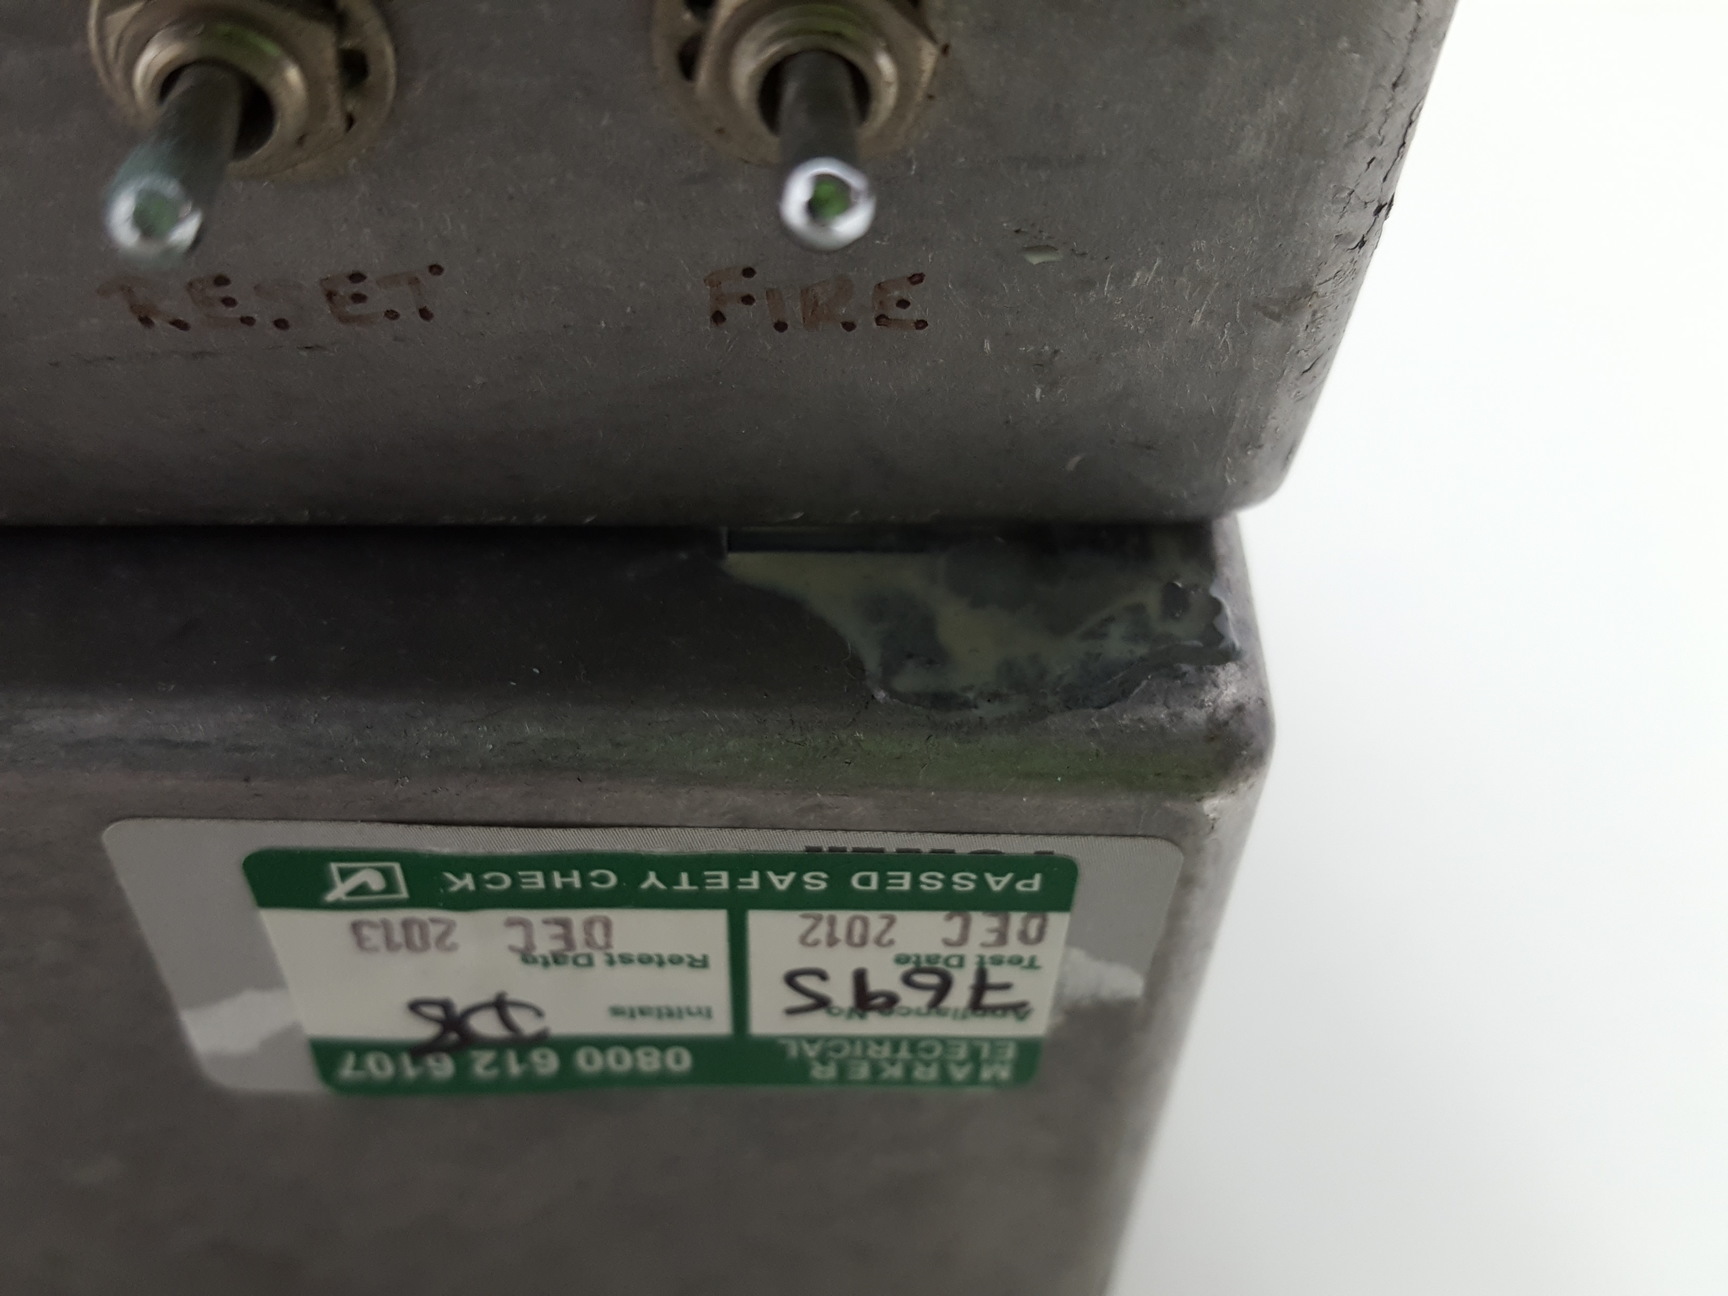 RESET FIRE
PASSED SAFETY CHECK
DEC 2012 DEC 2013
Test Date Retest Date
7695 DB
Appliance No. Initials
MARKER
ELECTRICAL 0800 612 6107